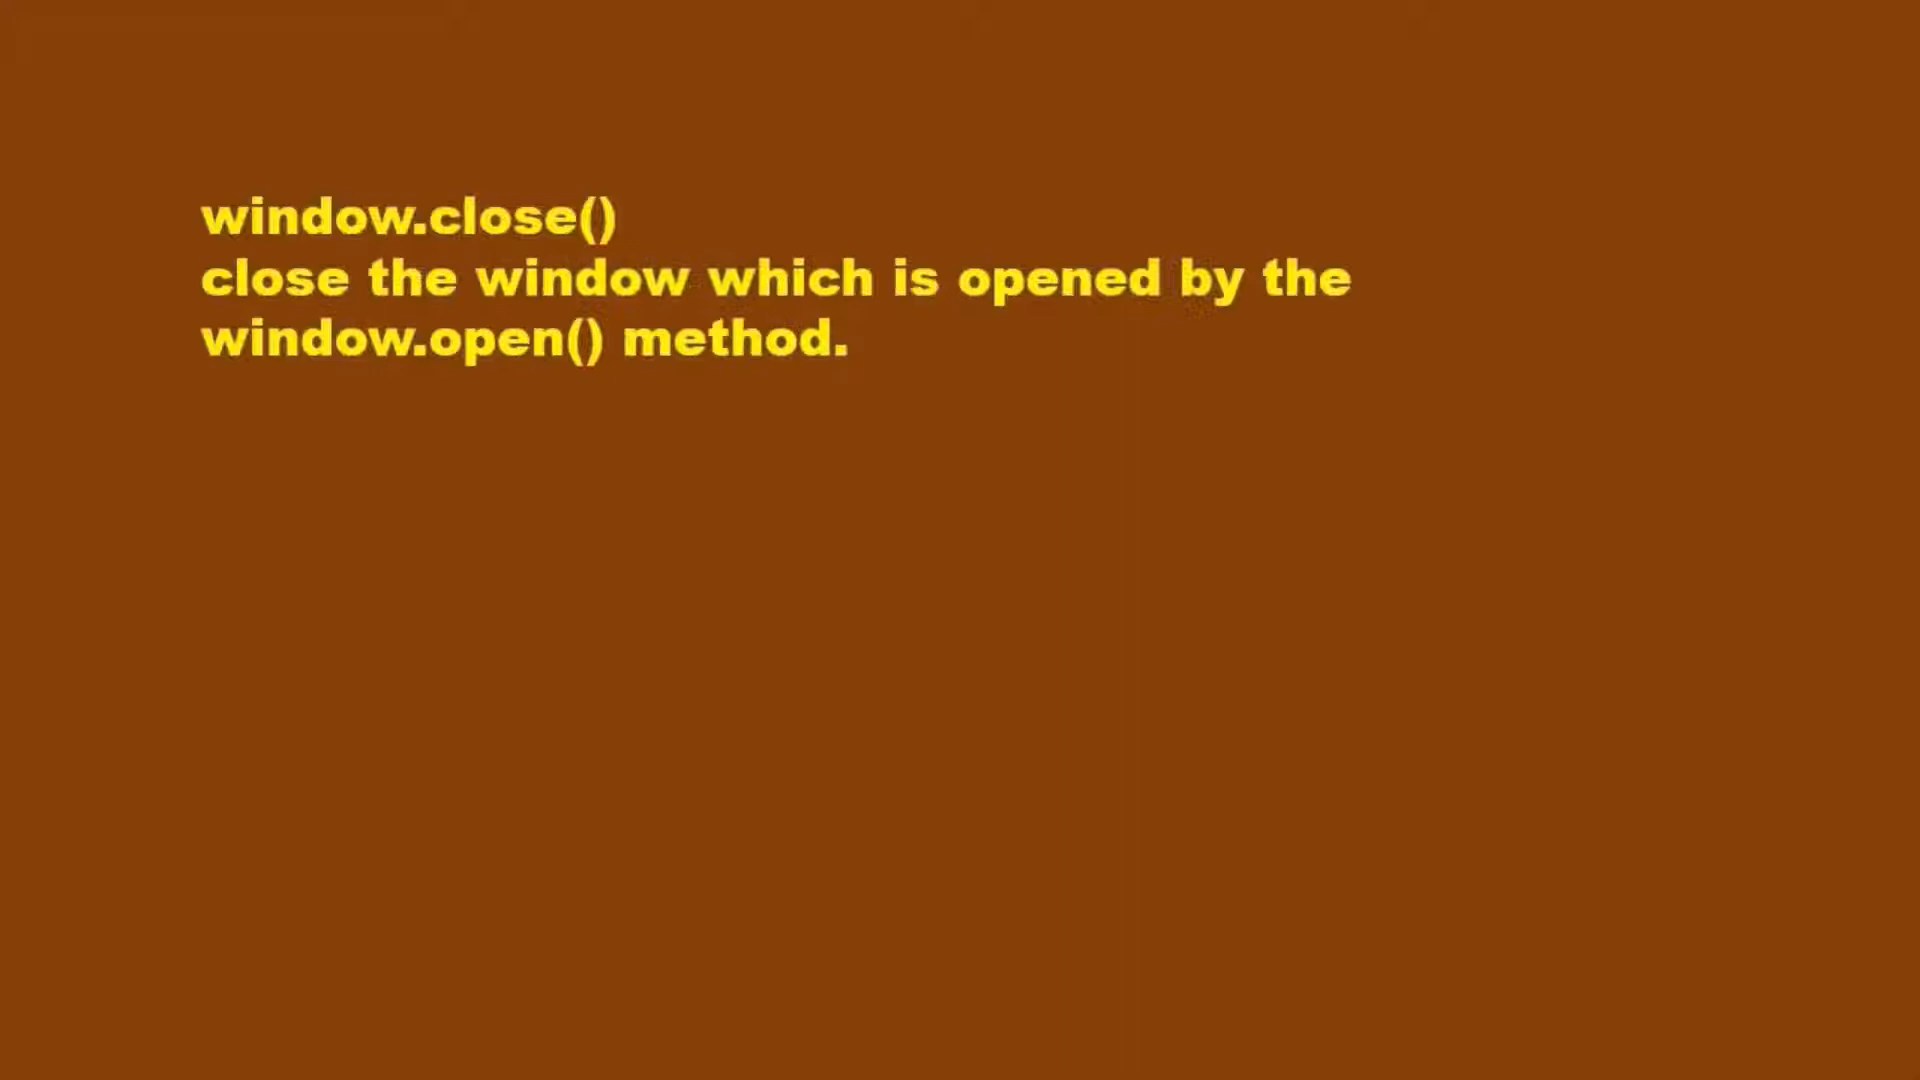 window.close()
close the window which is opened by the
window.open() method.